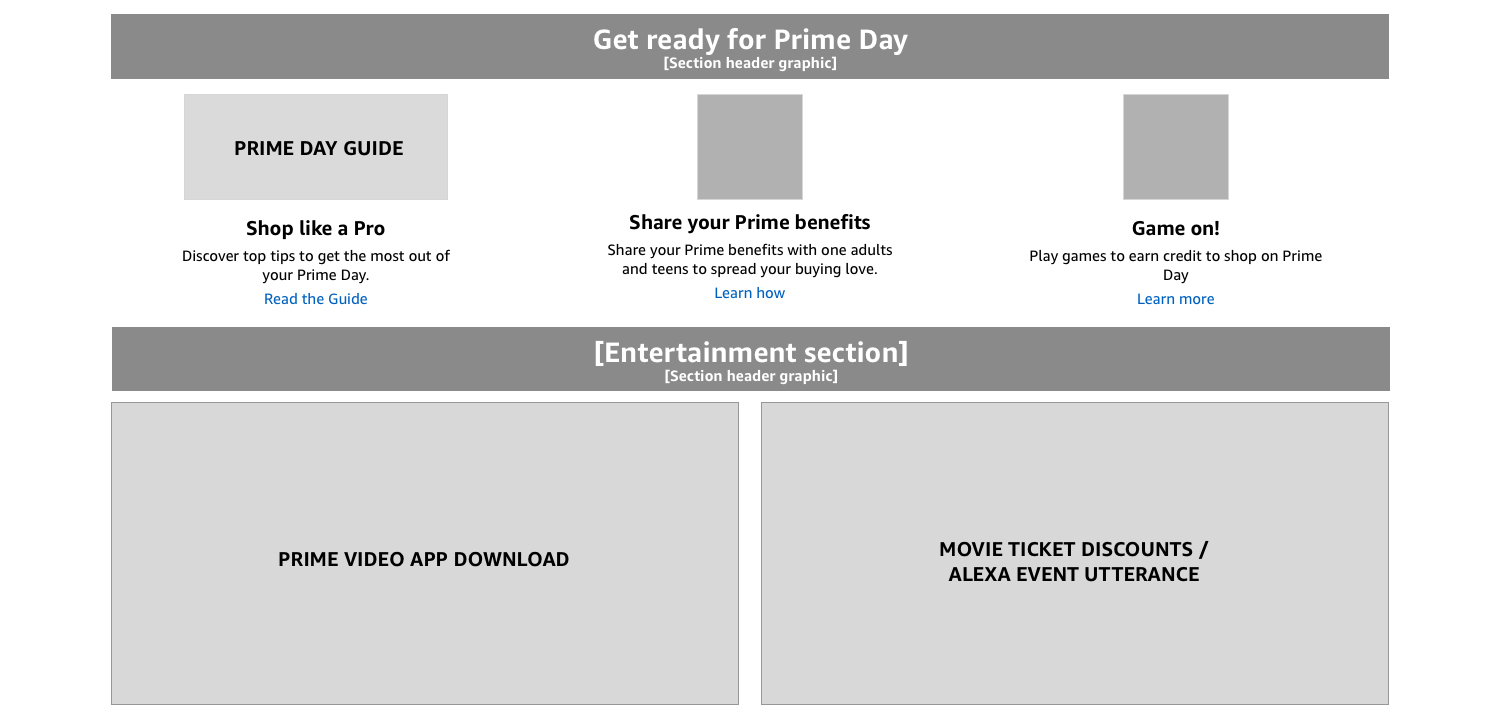 Get ready for Prime Day
[Section header graphic]
PRIME DAY GUIDE
Shop like a Pro
Discover top tips to get the most out of
your Prime Day.
Read the Guide
Share your Prime benefits
Share your Prime benefits with one adults
and teens to spread your buying love.
Learn how
Game on!
Play games to earn credit to shop on Prime
Day
Learn more
[Entertainment section]
[Section header graphic]
PRIME VIDEO APP DOWNLOAD
MOVIE TICKET DISCOUNTS /
ALEXA EVENT UTTERANCE